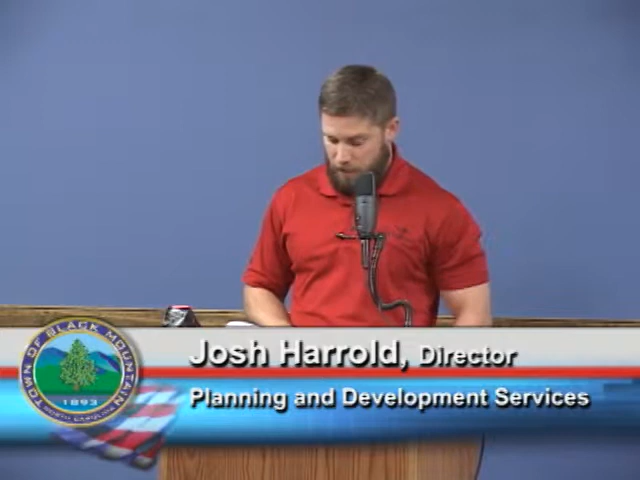 Josh Harrold, Director
Planning and Development Services
TOWN OF BLACK MOUNTAIN
1893
NORTH CAROLINA